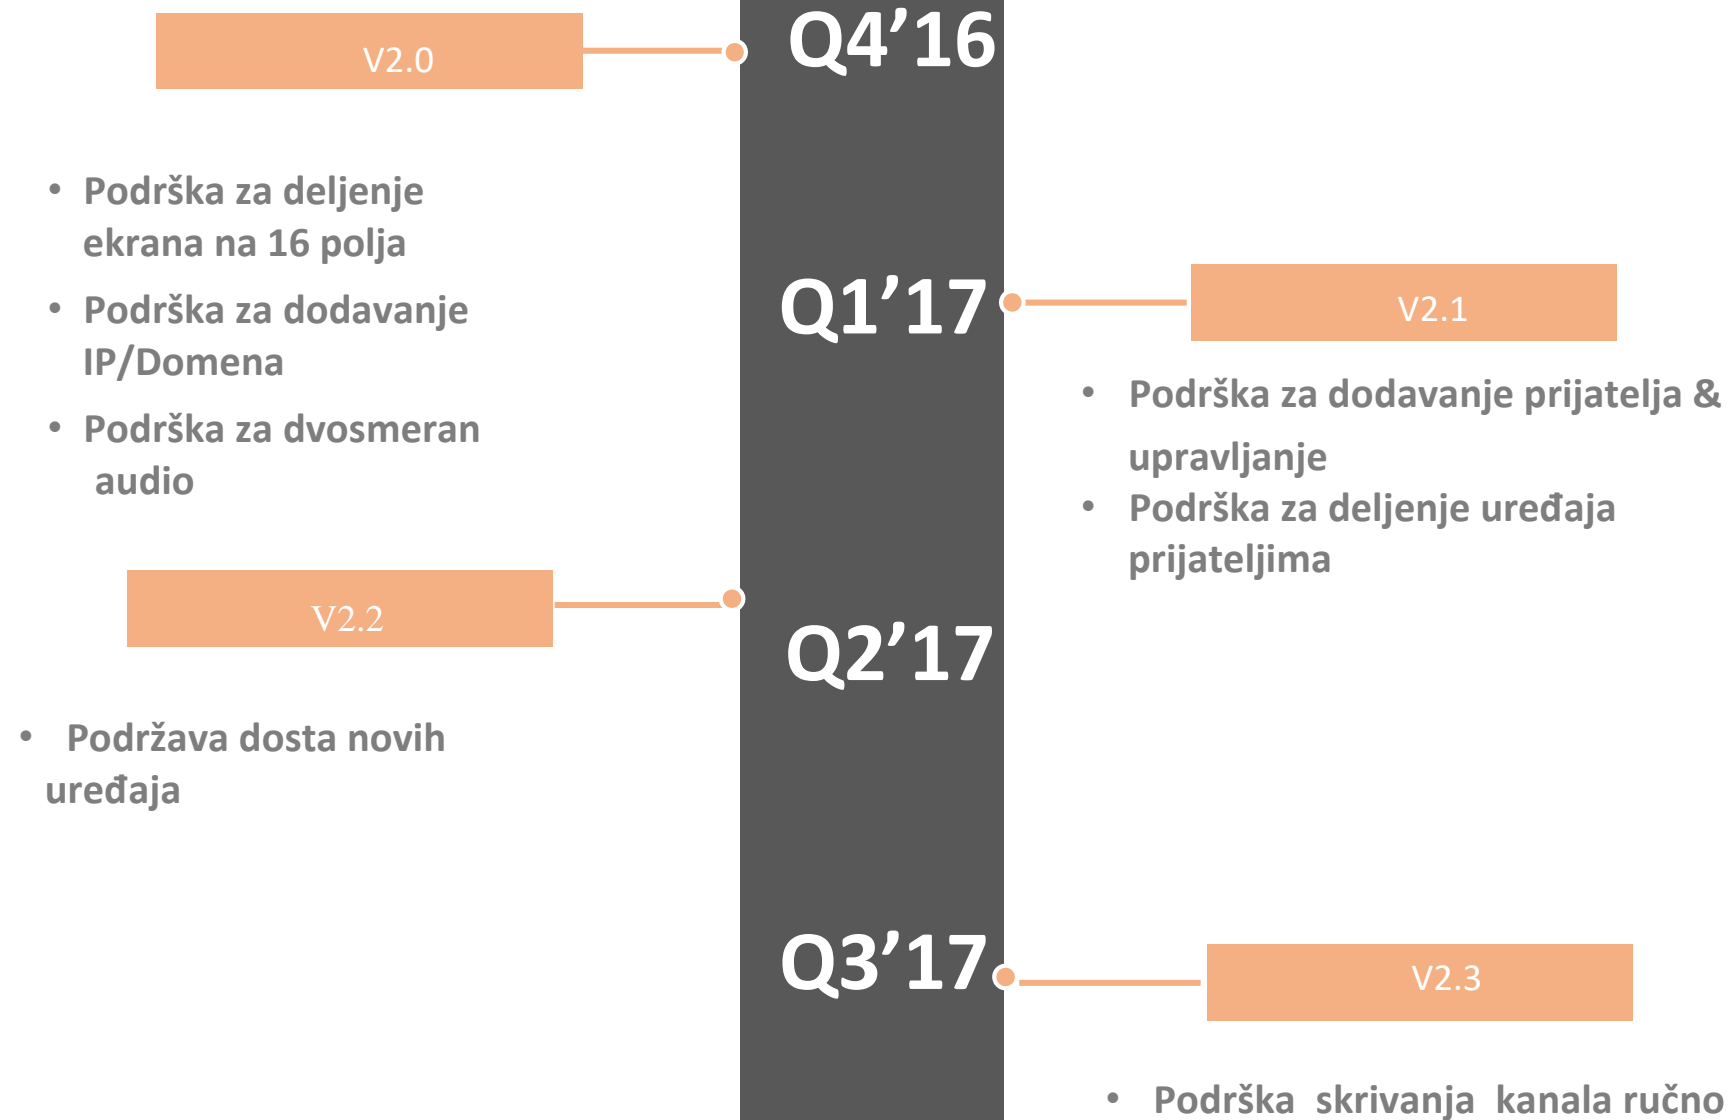 Q4’16
V2.0
• Podrška za deljenje
ekrana na 16 polja
• Podrška za dodavanje
IP/Domena
• Podrška za dvosmeran
audio
Q1’17
V2.1
• Podrška za dodavanje prijatelja &
upravljanje
• Podrška za deljenje uređaja
prijateljima
V2.2
Q2’17
• Podržava dosta novih
uređaja
Q3’17
V2.3
• Podrška skrivanja kanala ručno